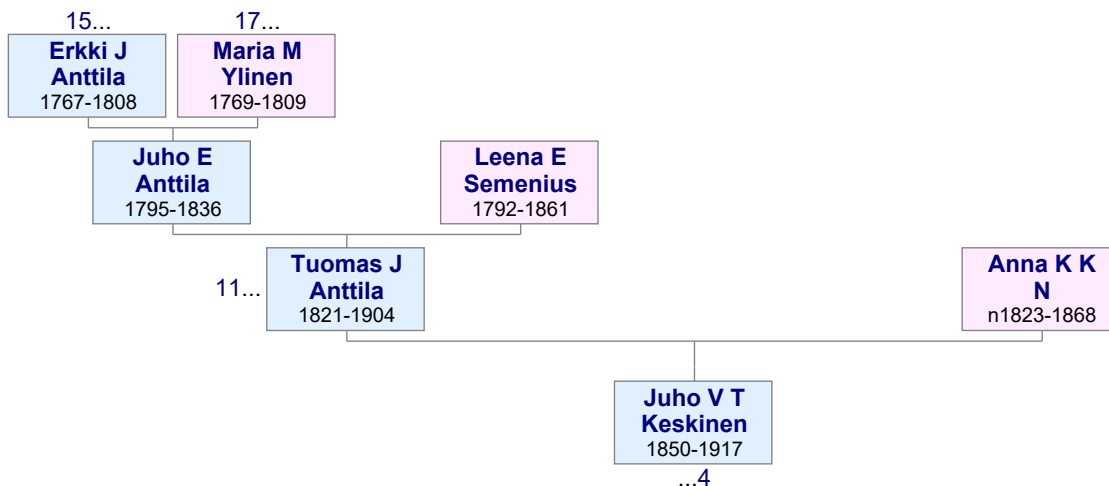 15...
17...
Erkki J
Anttila
1767-1808
Maria M
Ylinen
1769-1809
Juho E
Anttila
1795-1836
Leena E
Semenius
1792-1861
11...
Tuomas J
Anttila
1821-1904
Anna K K
N
n1823-1868
Juho V T
Keskinen
1850-1917
...4